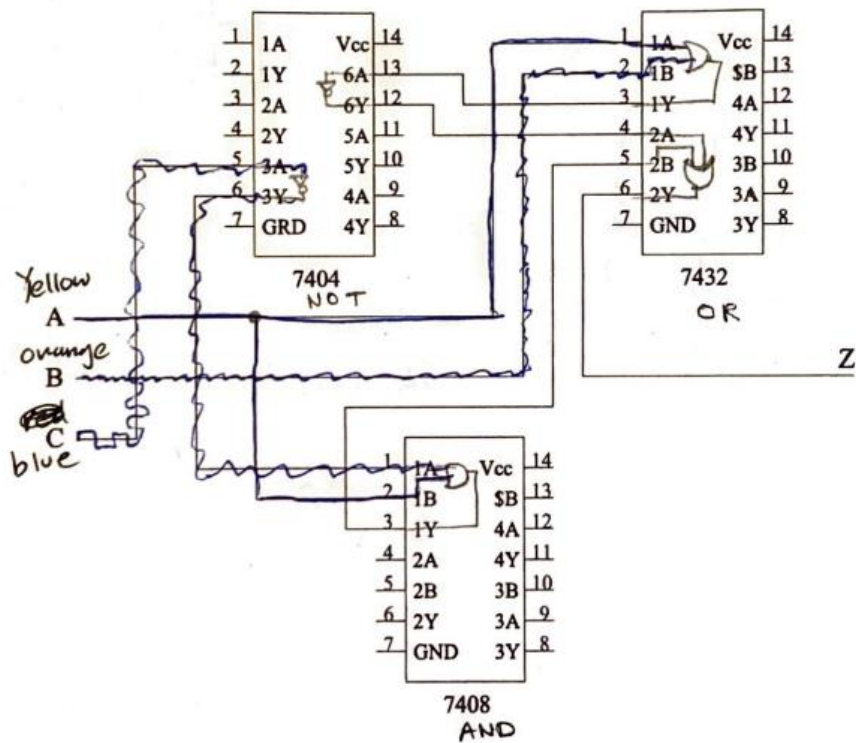 1 1A Vcc 14
2 1Y 6A 13
3 2A 6Y 12
4 2Y 5A 11
5 3A 5Y 10
6 3Y 4A 9
7 GRD 4Y 8
7404
NOT
1 1A Vcc 14
2 1B $B 13
3 1Y 4A 12
4 2A 4Y 11
5 2B 3B 10
6 2Y 3A 9
7 GND 3Y 8
7432
OR
Yellow
A
orange
B
C
blue
Z
1 1A Vcc 14
2 1B $B 13
3 1Y 4A 12
4 2A 4Y 11
5 2B 3B 10
6 2Y 3A 9
7 GND 3Y 8
7408
AND